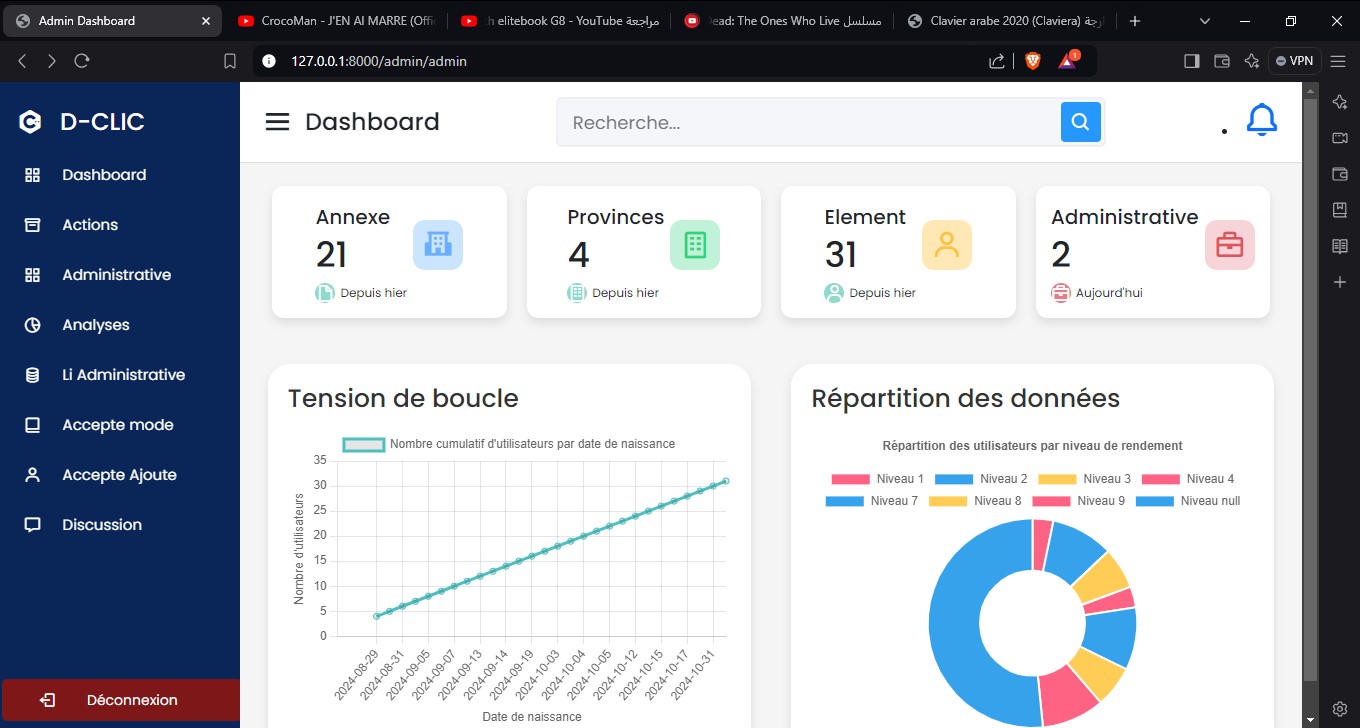 Admin Dashboard
CrocoMan - J'EN AI MARRE (Offi
h elitebook G8 - YouTube مراجعة
ead: The Ones Who Live مسلسل
Clavier arabe 2020 (Claviera)
127.0.0.1:8000/admin/admin
1
VPN
D-CLIC
Dashboard
Recherche...
Dashboard
Actions
Administrative
Analyses
Li Administrative
Accepte mode
Accepte Ajoute
Discussion
Déconnexion
Annexe
21
Depuis hier
Provinces
4
Depuis hier
Element
31
Depuis hier
Administrative
2
Aujourd'hui
Tension de boucle
Nombre cumulatif d'utilisateurs par date de naissance
Nombre d'utilisateurs
35
30
25
20
15
10
5
0
2024-08-29
2024-08-31
2024-09-05
2024-09-07
2024-09-13
2024-09-14
2024-09-19
2024-10-03
2024-10-04
2024-10-05
2024-10-12
2024-10-15
2024-10-17
2024-10-31
Date de naissance
Répartition des données
Répartition des utilisateurs par niveau de rendement
Niveau 1 Niveau 2 Niveau 3 Niveau 4
Niveau 7 Niveau 8 Niveau 9 Niveau null